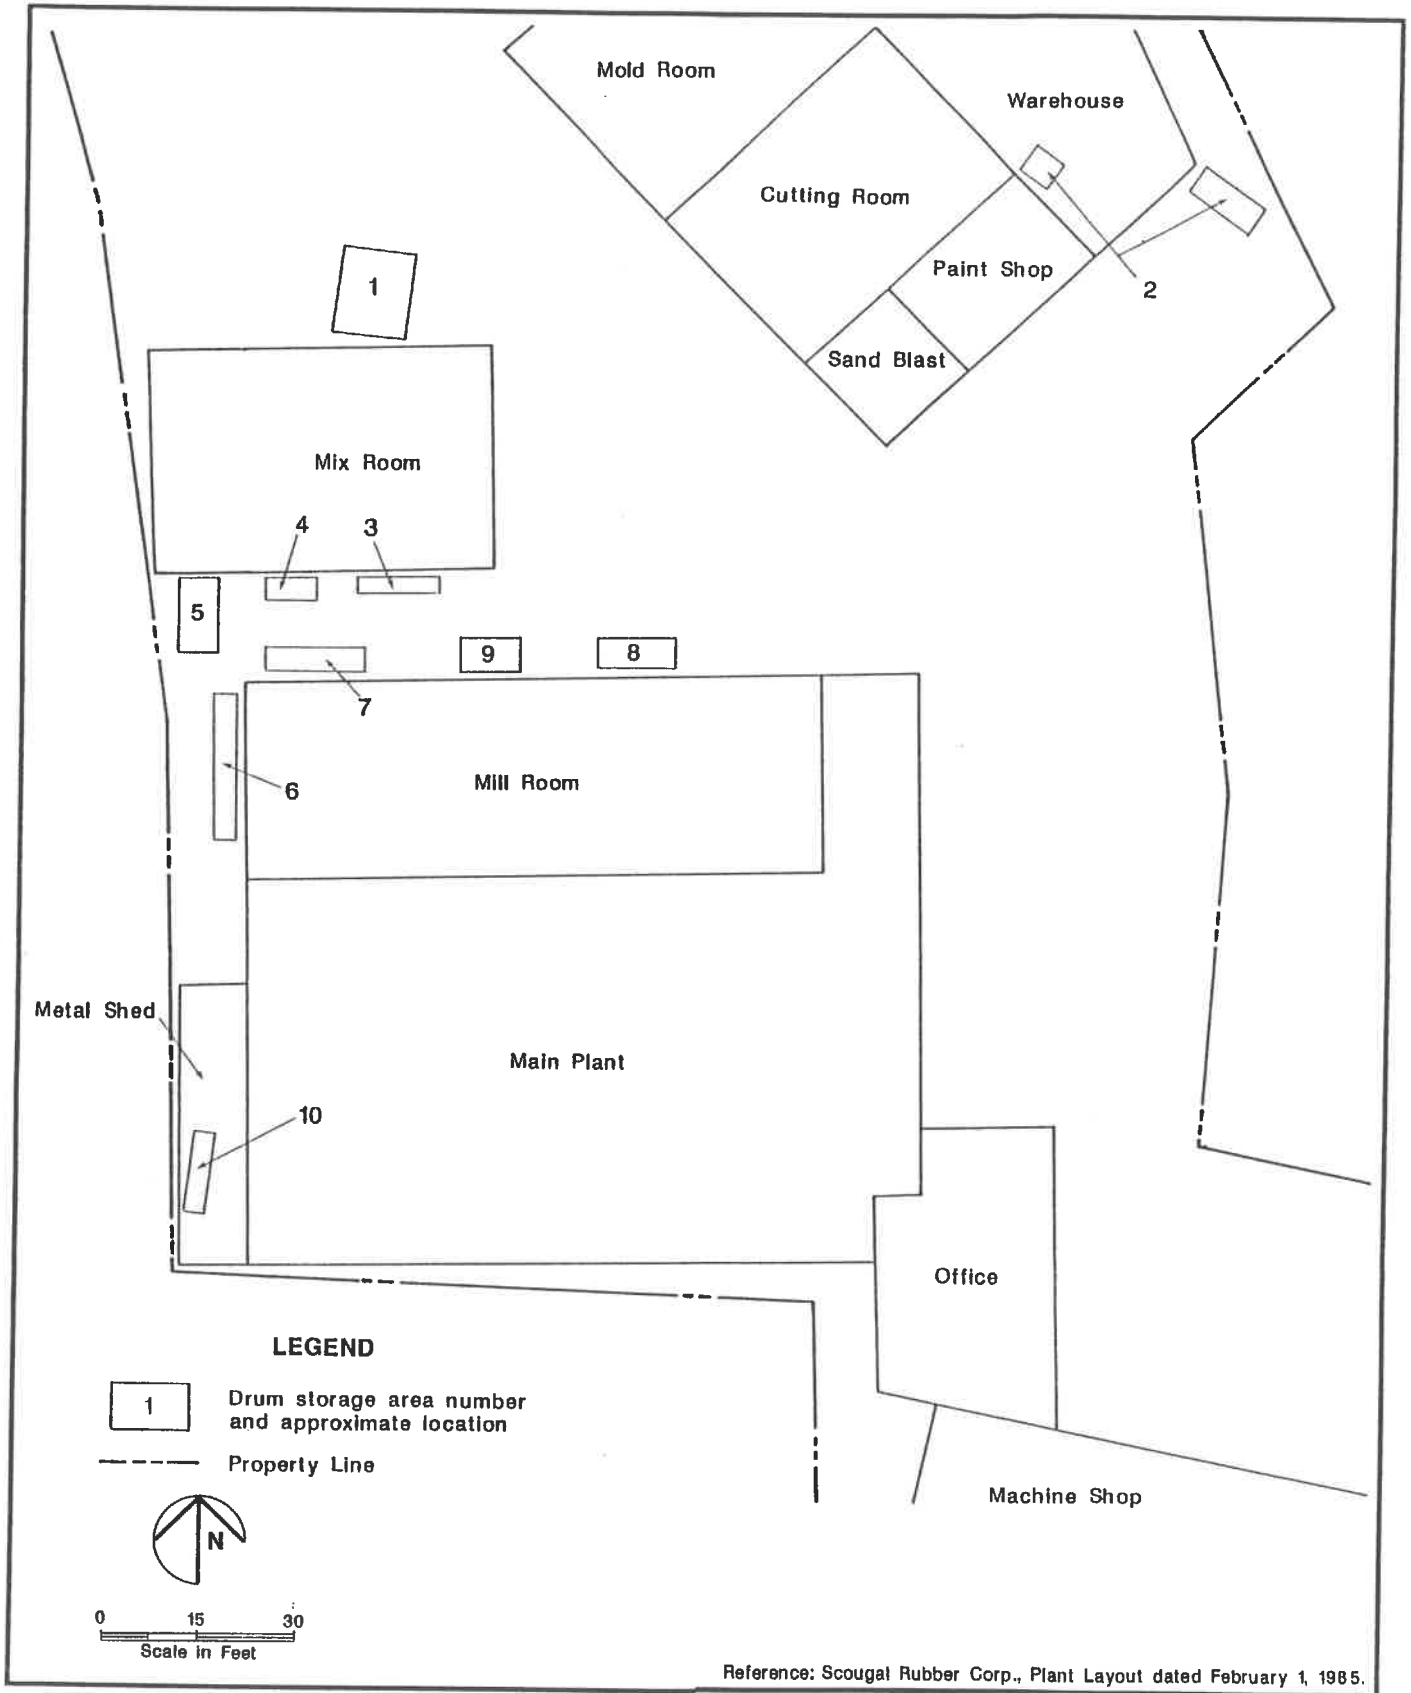 Mold Room
Warehouse
Cutting Room
1
Paint Shop
2
Sand Blast
Mix Room
4
3
5
9
8
7
6
Mill Room
Metal Shed
Main Plant
10
Office
LEGEND
1
Drum storage area number
and approximate location
Property Line
Machine Shop
N
0 15 30
Scale in Feet
Reference: Scougal Rubber Corp., Plant Layout dated February 1, 1985.